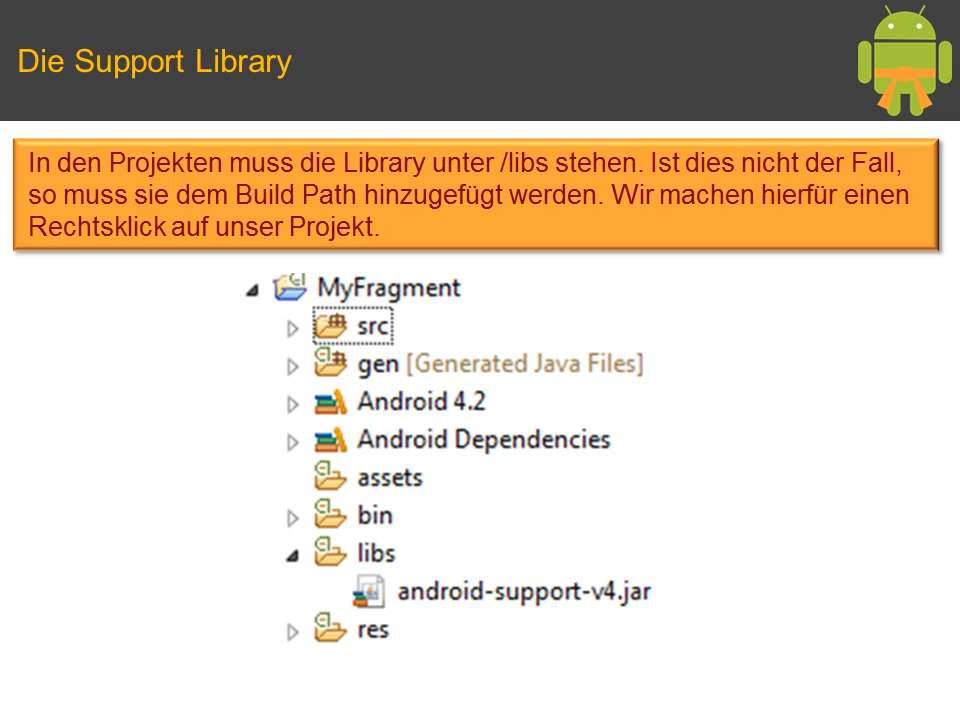 Die Support Library
In den Projekten muss die Library unter /libs stehen. Ist dies nicht der Fall,
so muss sie dem Build Path hinzugefügt werden. Wir machen hierfür einen
Rechtsklick auf unser Projekt.
MyFragment
src
gen [Generated Java Files]
Android 4.2
Android Dependencies
assets
bin
libs
android-support-v4.jar
res